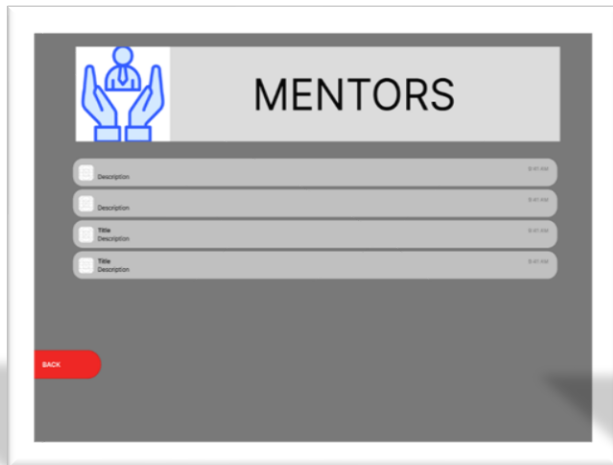 MENTORS
9:41 AM
Description
9:41 AM
Description
Title
9:41 AM
Description
Title
9:41 AM
Description
BACK